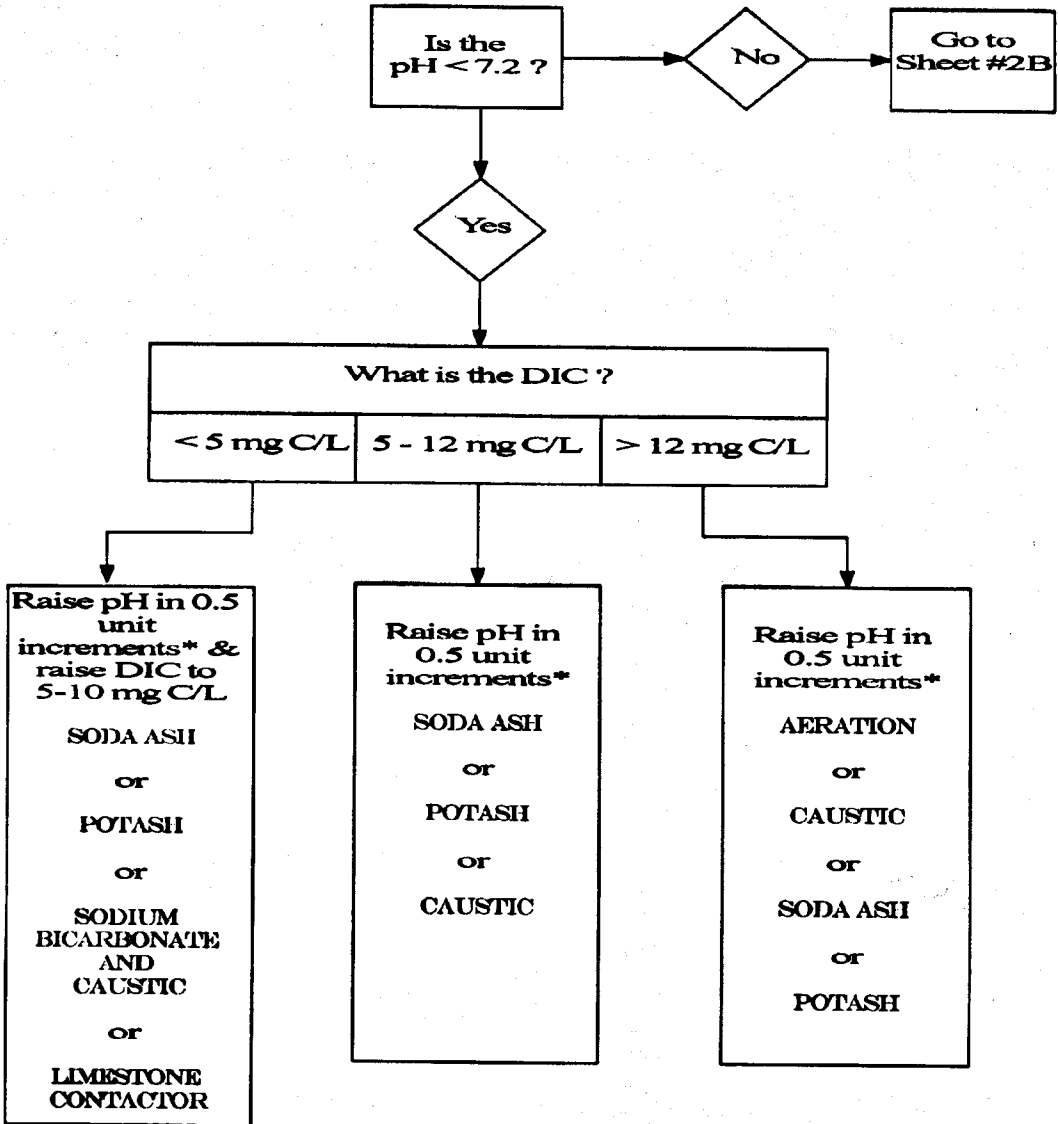 Is the
pH < 7.2 ?
No
Go to
Sheet #2B
Yes
What is the DIC ?
< 5 mg C/L
5 - 12 mg C/L
> 12 mg C/L
Raise pH in 0.5
unit
increments* &
raise DIC to
5-10 mg C/L
SODA ASH
or
POTASH
or
SODIUM
BICARBONATE
AND
CAUSTIC
or
LIMESTONE
CONTACTOR
Raise pH in
0.5 unit
increments*
SODA ASH
or
POTASH
or
CAUSTIC
Raise pH in
0.5 unit
increments*
AERATION
or
CAUSTIC
or
SODA ASH
or
POTASH